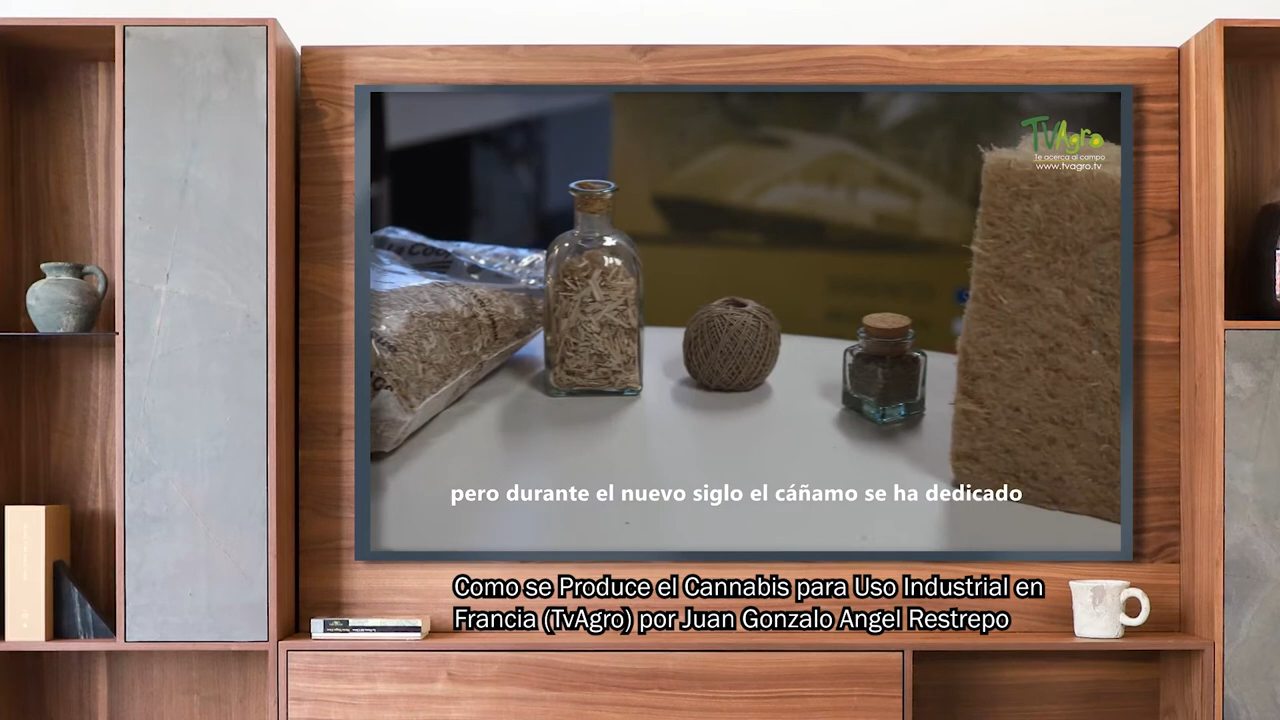 TVAgro
Te acerca al campo
www.tvagro.tv
pero durante el nuevo siglo el cáñamo se ha dedicado
Como se Produce el Cannabis para Uso Industrial en
Francia (TvAgro) por Juan Gonzalo Angel Restrepo